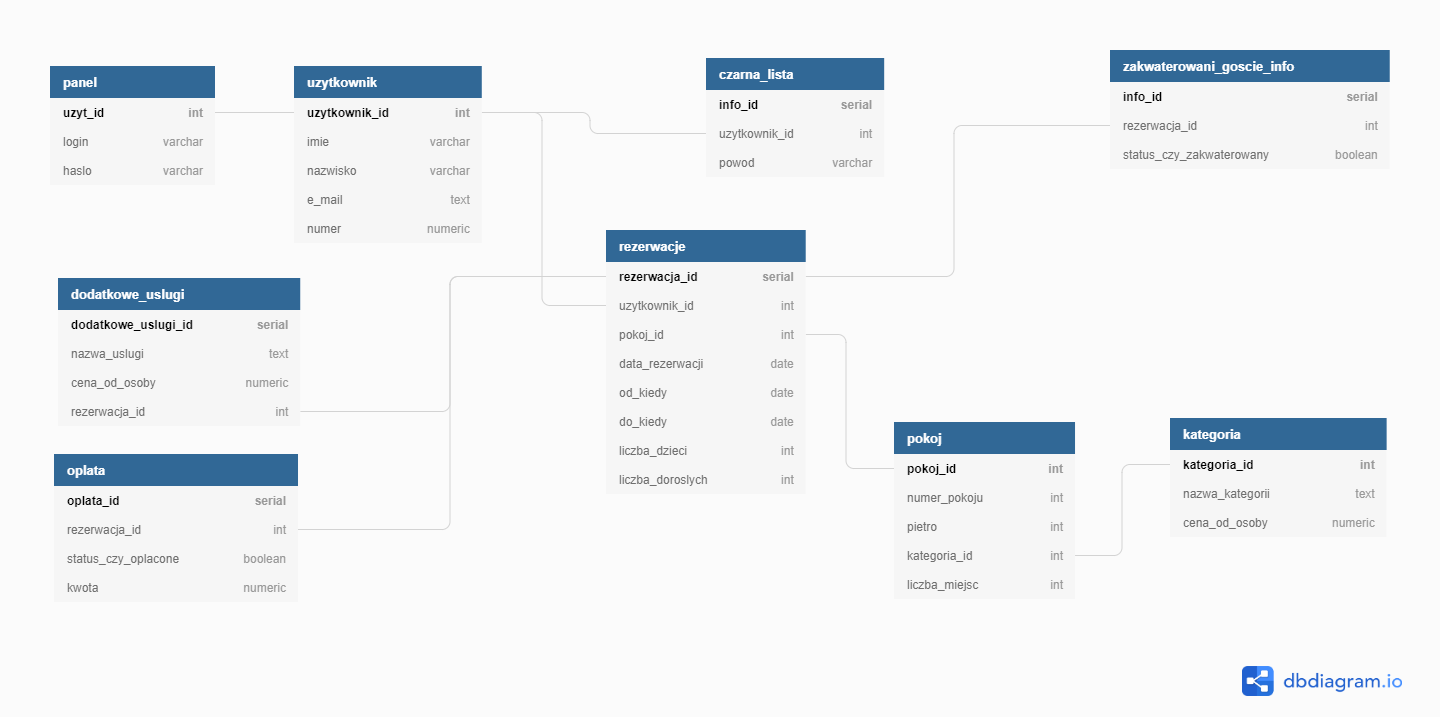 panel
uzyt_id int
login varchar
haslo varchar
uzytkownik
uzytkownik_id int
imie varchar
nazwisko varchar
e_mail text
numer numeric
czarna_lista
info_id serial
uzytkownik_id int
powod varchar
zakwaterowani_goscie_info
info_id serial
rezerwacja_id int
status_czy_zakwaterowany boolean
dodatkowe_uslugi
dodatkowe_uslugi_id serial
nazwa_uslugi text
cena_od_osoby numeric
rezerwacja_id int
rezerwacje
rezerwacja_id serial
uzytkownik_id int
pokoj_id int
data_rezerwacji date
od_kiedy date
do_kiedy date
liczba_dzieci int
liczba_doroslych int
oplata
oplata_id serial
rezerwacja_id int
status_czy_oplacone boolean
kwota numeric
pokoj
pokoj_id int
numer_pokoju int
pietro int
kategoria_id int
liczba_miejsc int
kategoria
kategoria_id int
nazwa_kategorii text
cena_od_osoby numeric
dbdiagram.io